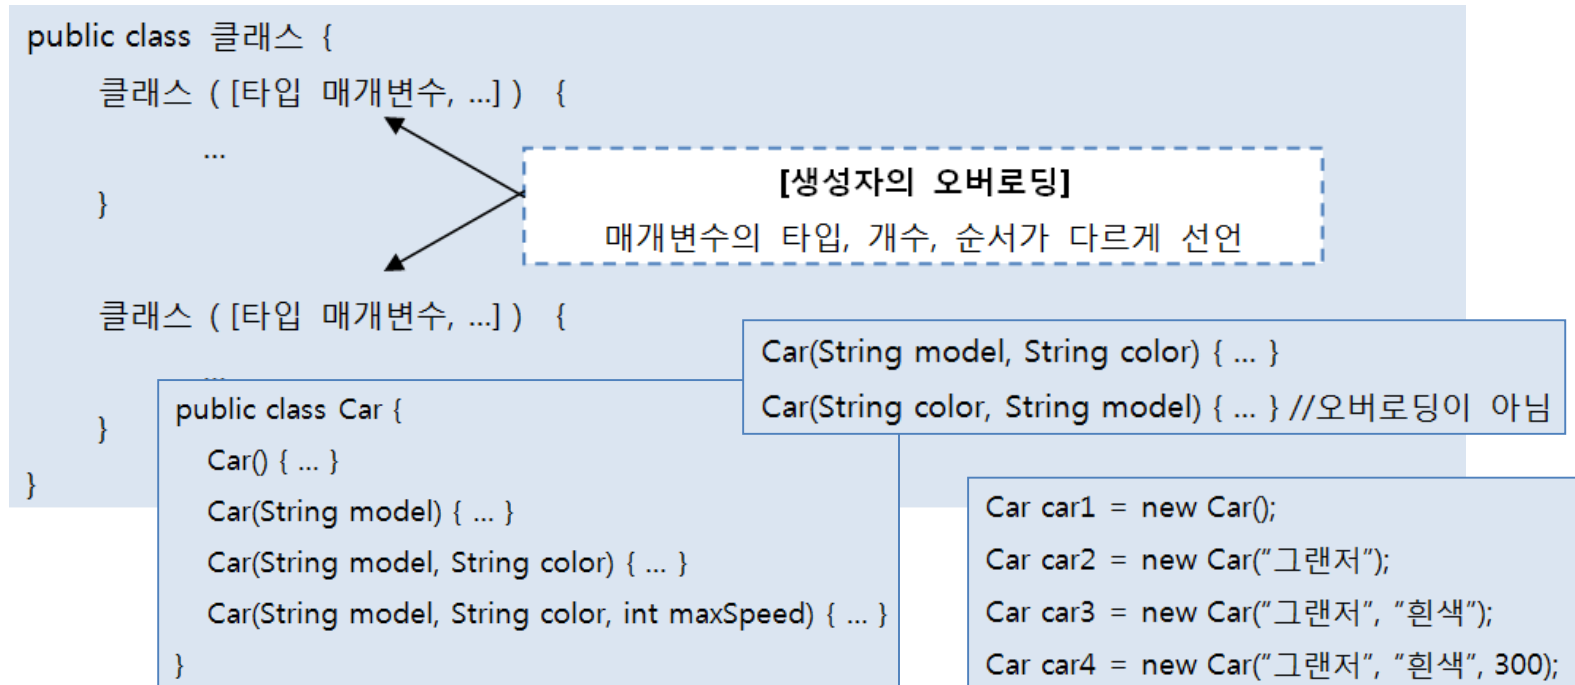 public class 클래스 {
클래스 ( [타입 매개변수, ...] ) {
...
}
[생성자의 오버로딩]
매개변수의 타입, 개수, 순서가 다르게 선언
클래스 ( [타입 매개변수, ...] ) {
...
}
}
Car(String model, String color) { ... }
Car(String color, String model) { ... } //오버로딩이 아님
public class Car {
Car() { ... }
Car(String model) { ... }
Car(String model, String color) { ... }
Car(String model, String color, int maxSpeed) { ... }
}
Car car1 = new Car();
Car car2 = new Car("그랜저");
Car car3 = new Car("그랜저", "흰색");
Car car4 = new Car("그랜저", "흰색", 300);